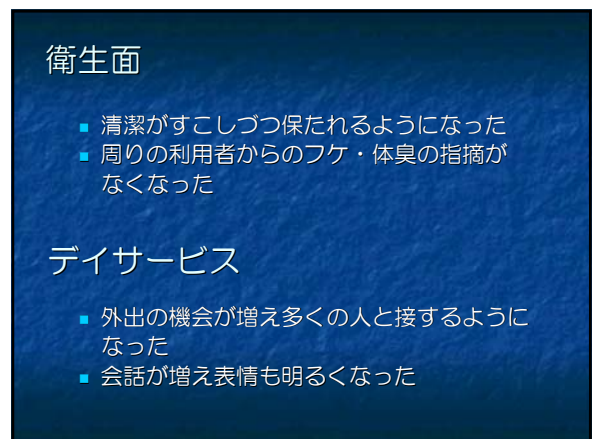 衛生面
清潔がすこしづつ保たれるようになった
周りの利用者からのフケ・体臭の指摘が
なくなった
デイサービス
外出の機会が増え多くの人と接するように
なった
会話が増え表情も明るくなった